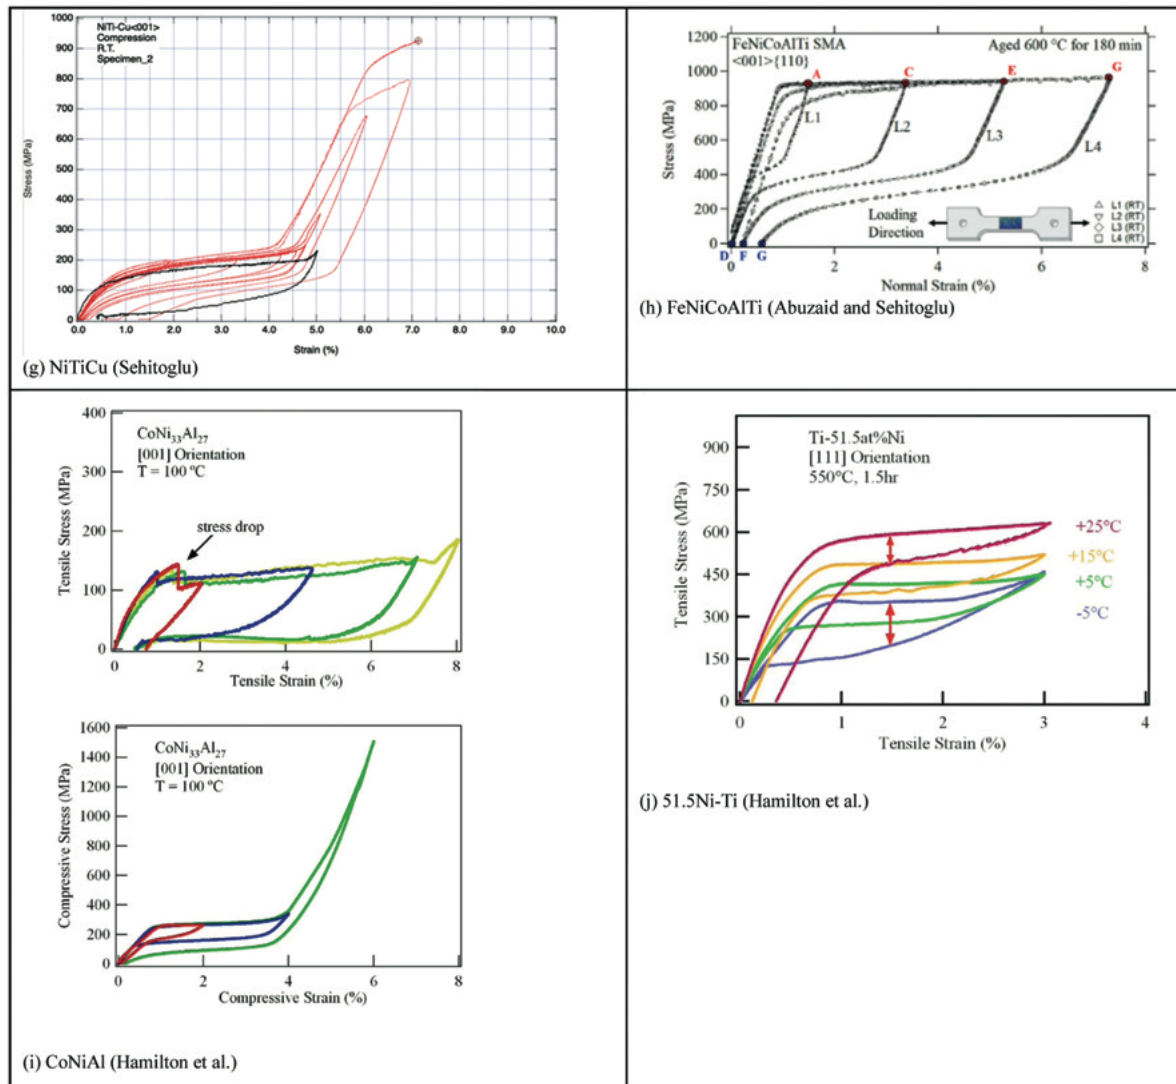 1000
900
800
700
600
500
400
300
200
100
0
Stress (MPa)
NiTi-Cu<001>
Compression
R.T.
Specimen_2
0.0 1.0 2.0 3.0 4.0 5.0 6.0 7.0 8.0 9.0 10.0
Strain (%)
(g) NiTiCu (Sehitoglu)
1200
1000
800
600
400
200
0
Stress (MPa)
FeNiCoAlTi SMA
<001>{110}
Aged 600 °C for 180 min
A C E G
L1 L2 L3 L4
Loading
Direction
L1 (RT)
L2 (RT)
L3 (RT)
L4 (RT)
D F G
0 2 4 6 8
Normal Strain (%)
(h) FeNiCoAlTi (Abuzaid and Sehitoglu)
400
300
200
100
0
Tensile Stress (MPa)
CoNi₃₃Al₂₇
[001] Orientation
T = 100 °C
stress drop
0 2 4 6 8
Tensile Strain (%)
1600
1400
1200
1000
800
600
400
200
0
Compressive Stress (MPa)
CoNi₃₃Al₂₇
[001] Orientation
T = 100 °C
0 2 4 6 8
Compressive Strain (%)
(i) CoNiAl (Hamilton et al.)
900
750
600
450
300
150
0
Tensile Stress (MPa)
Ti-51.5at%Ni
[111] Orientation
550°C, 1.5hr
+25°C
+15°C
+5°C
-5°C
0 1 2 3 4
Tensile Strain (%)
(j) 51.5Ni-Ti (Hamilton et al.)